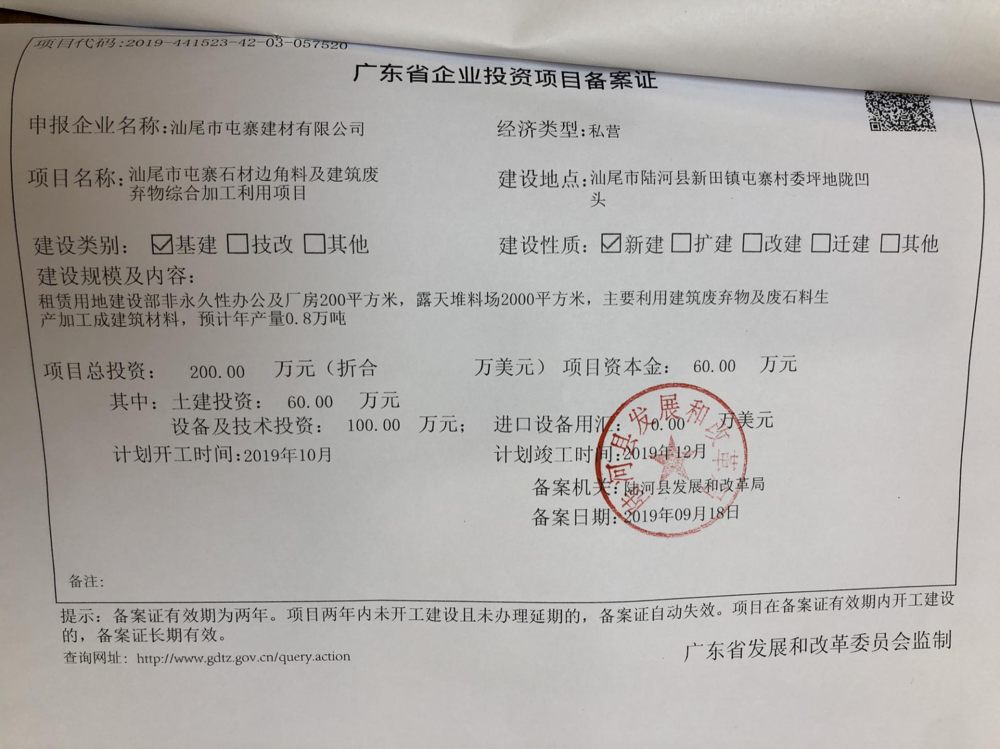 项目代码:2019-441523-42-03-057520
广东省企业投资项目备案证
申报企业名称:汕尾市屯寨建材有限公司
经济类型:私营
项目名称:汕尾市屯寨石材边角料及建筑废
弃物综合加工利用项目
建设地点:汕尾市陆河县新田镇屯寨村委坪地陇凹
头
建设类别: ☑基建 ☐技改 ☐其他
建设性质: ☑新建 ☐扩建 ☐改建 ☐迁建 ☐其他
建设规模及内容:
租赁用地建设部非永久性办公及厂房200平方米，露天堆料场2000平方米，主要利用建筑废弃物及废石料生
产加工成建筑材料，预计年产量0.8万吨
项目总投资: 200.00 万元（折合 万美元） 项目资本金: 60.00 万元
其中: 土建投资: 60.00 万元
设备及技术投资: 100.00 万元; 进口设备用汇: 0.00 万美元
计划开工时间:2019年10月
计划竣工时间:2019年12月
备案机关:陆河县发展和改革局
备案日期:2019年09月18日
陆河县发展和改革局
备注:
提示: 备案证有效期为两年。项目两年内未开工建设且未办理延期的，备案证自动失效。项目在备案证有效期内开工建设
的，备案证长期有效。
查询网址: http://www.gdtz.gov.cn/query.action
广东省发展和改革委员会监制